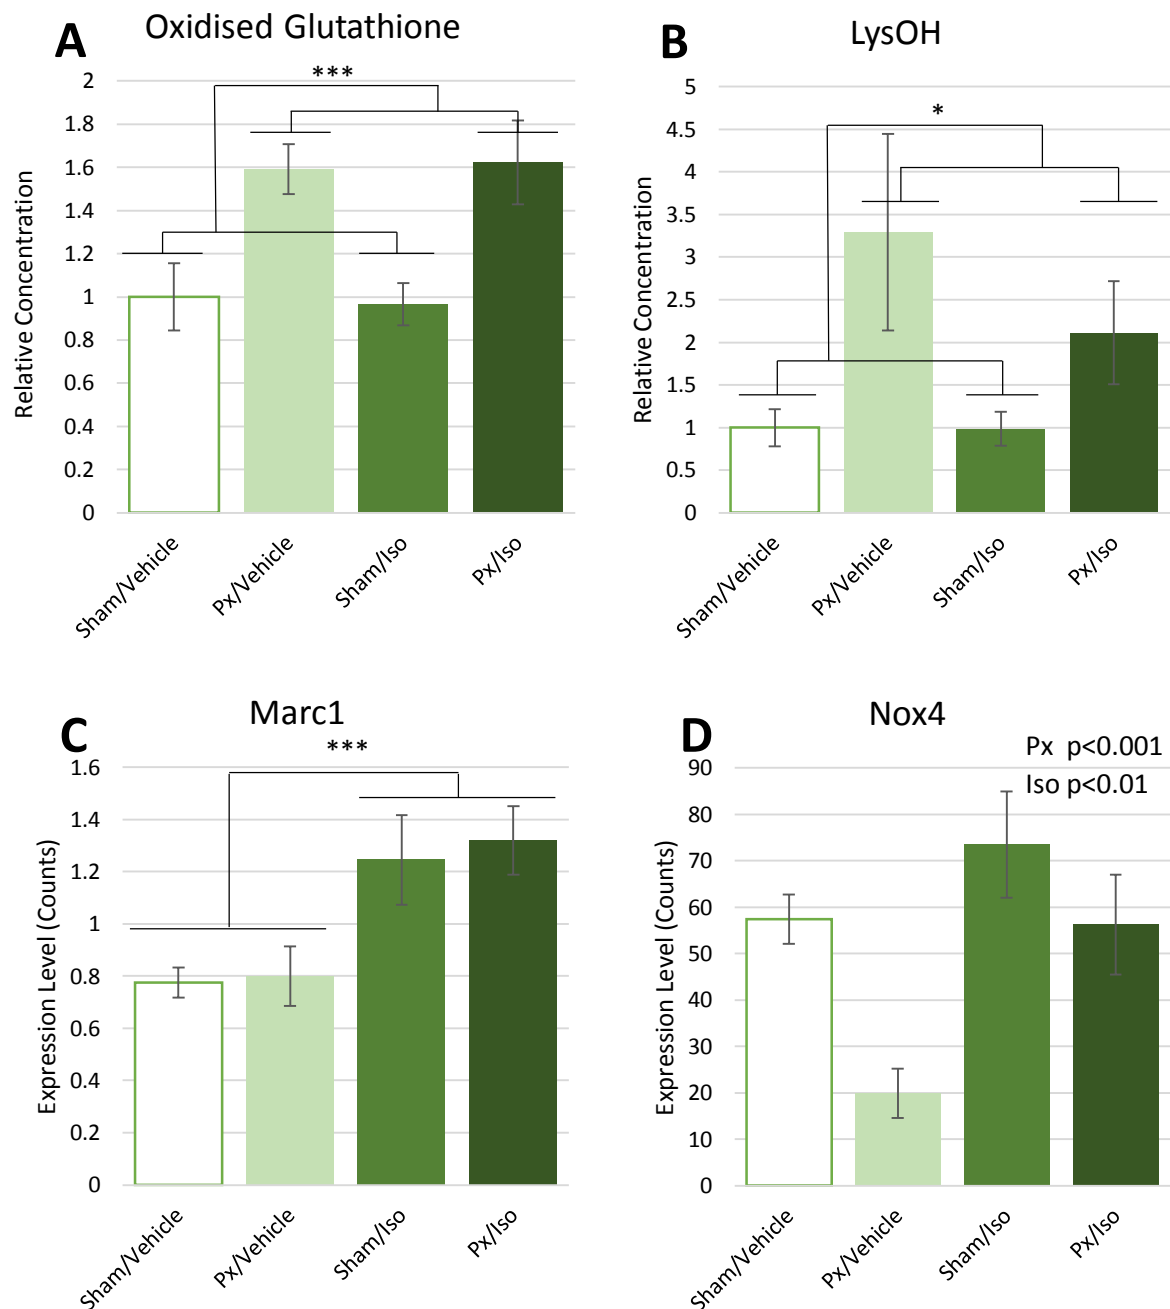 A
Oxidised Glutathione
***
Relative Concentration
2
1.8
1.6
1.4
1.2
1
0.8
0.6
0.4
0.2
0
Sham/Vehicle
Px/Vehicle
Sham/Iso
Px/Iso
B
LysOH
*
Relative Concentration
5
4.5
4
3.5
3
2.5
2
1.5
1
0.5
0
Sham/Vehicle
Px/Vehicle
Sham/Iso
Px/Iso
C
Marc1
***
Expression Level (Counts)
1.6
1.4
1.2
1
0.8
0.6
0.4
0.2
0
Sham/Vehicle
Px/Vehicle
Sham/Iso
Px/Iso
D
Nox4
Px p<0.001
Iso p<0.01
Expression Level (Counts)
90
80
70
60
50
40
30
20
10
0
Sham/Vehicle
Px/Vehicle
Sham/Iso
Px/Iso